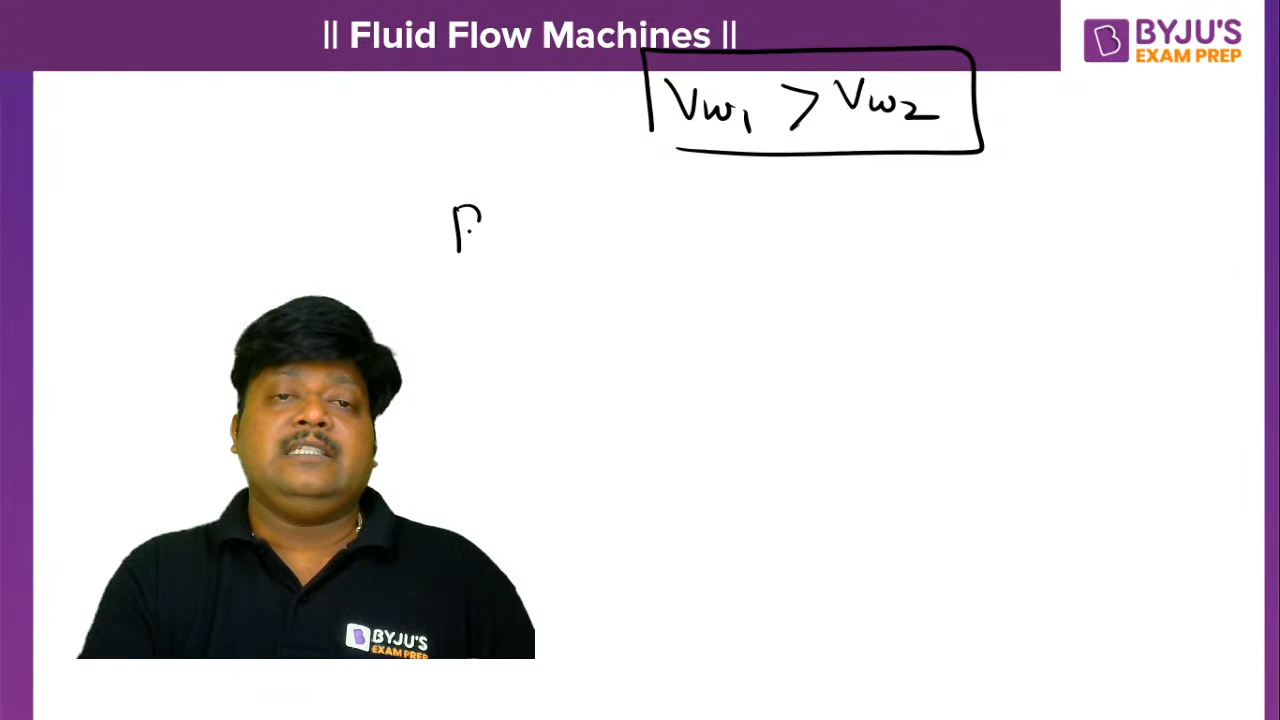 || Fluid Flow Machines ||
BYJU'S
EXAM PREP
Vw1 > Vw2
BYJU'S
EXAM PREP